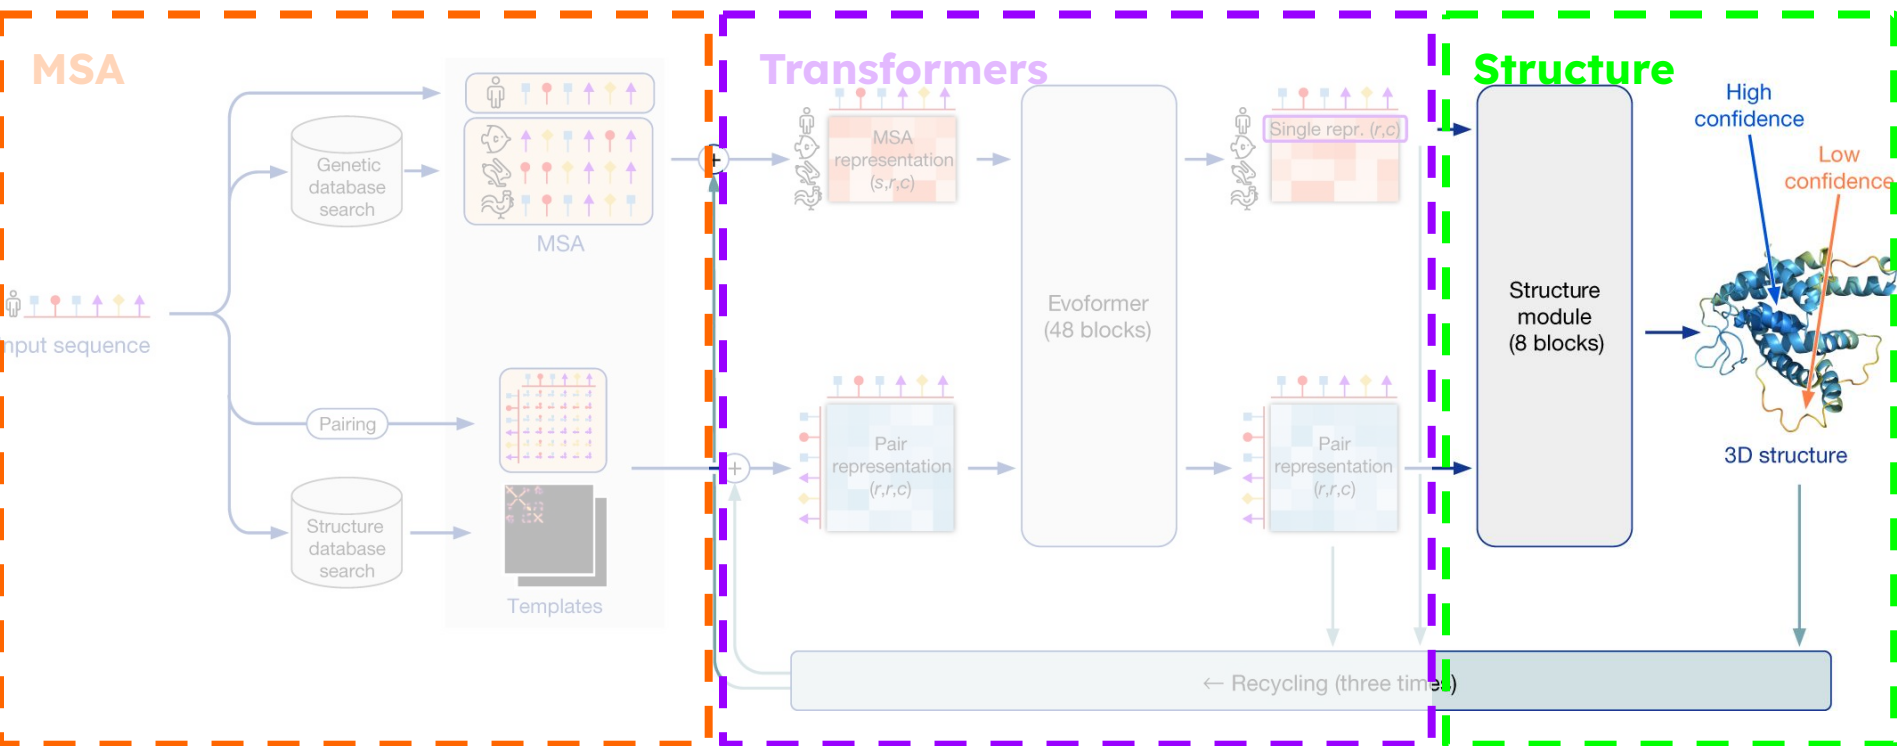 MSA
Transformers
Structure
Genetic
database
search
MSA
nput sequence
Pairing
Structure
database
search
Templates
MSA
representation
(s,r,c)
Single repr. (r,c)
Evoformer
(48 blocks)
Pair
representation
(r,r,c)
Pair
representation
(r,r,c)
Structure
module
(8 blocks)
High
confidence
Low
confidence
3D structure
← Recycling (three times)